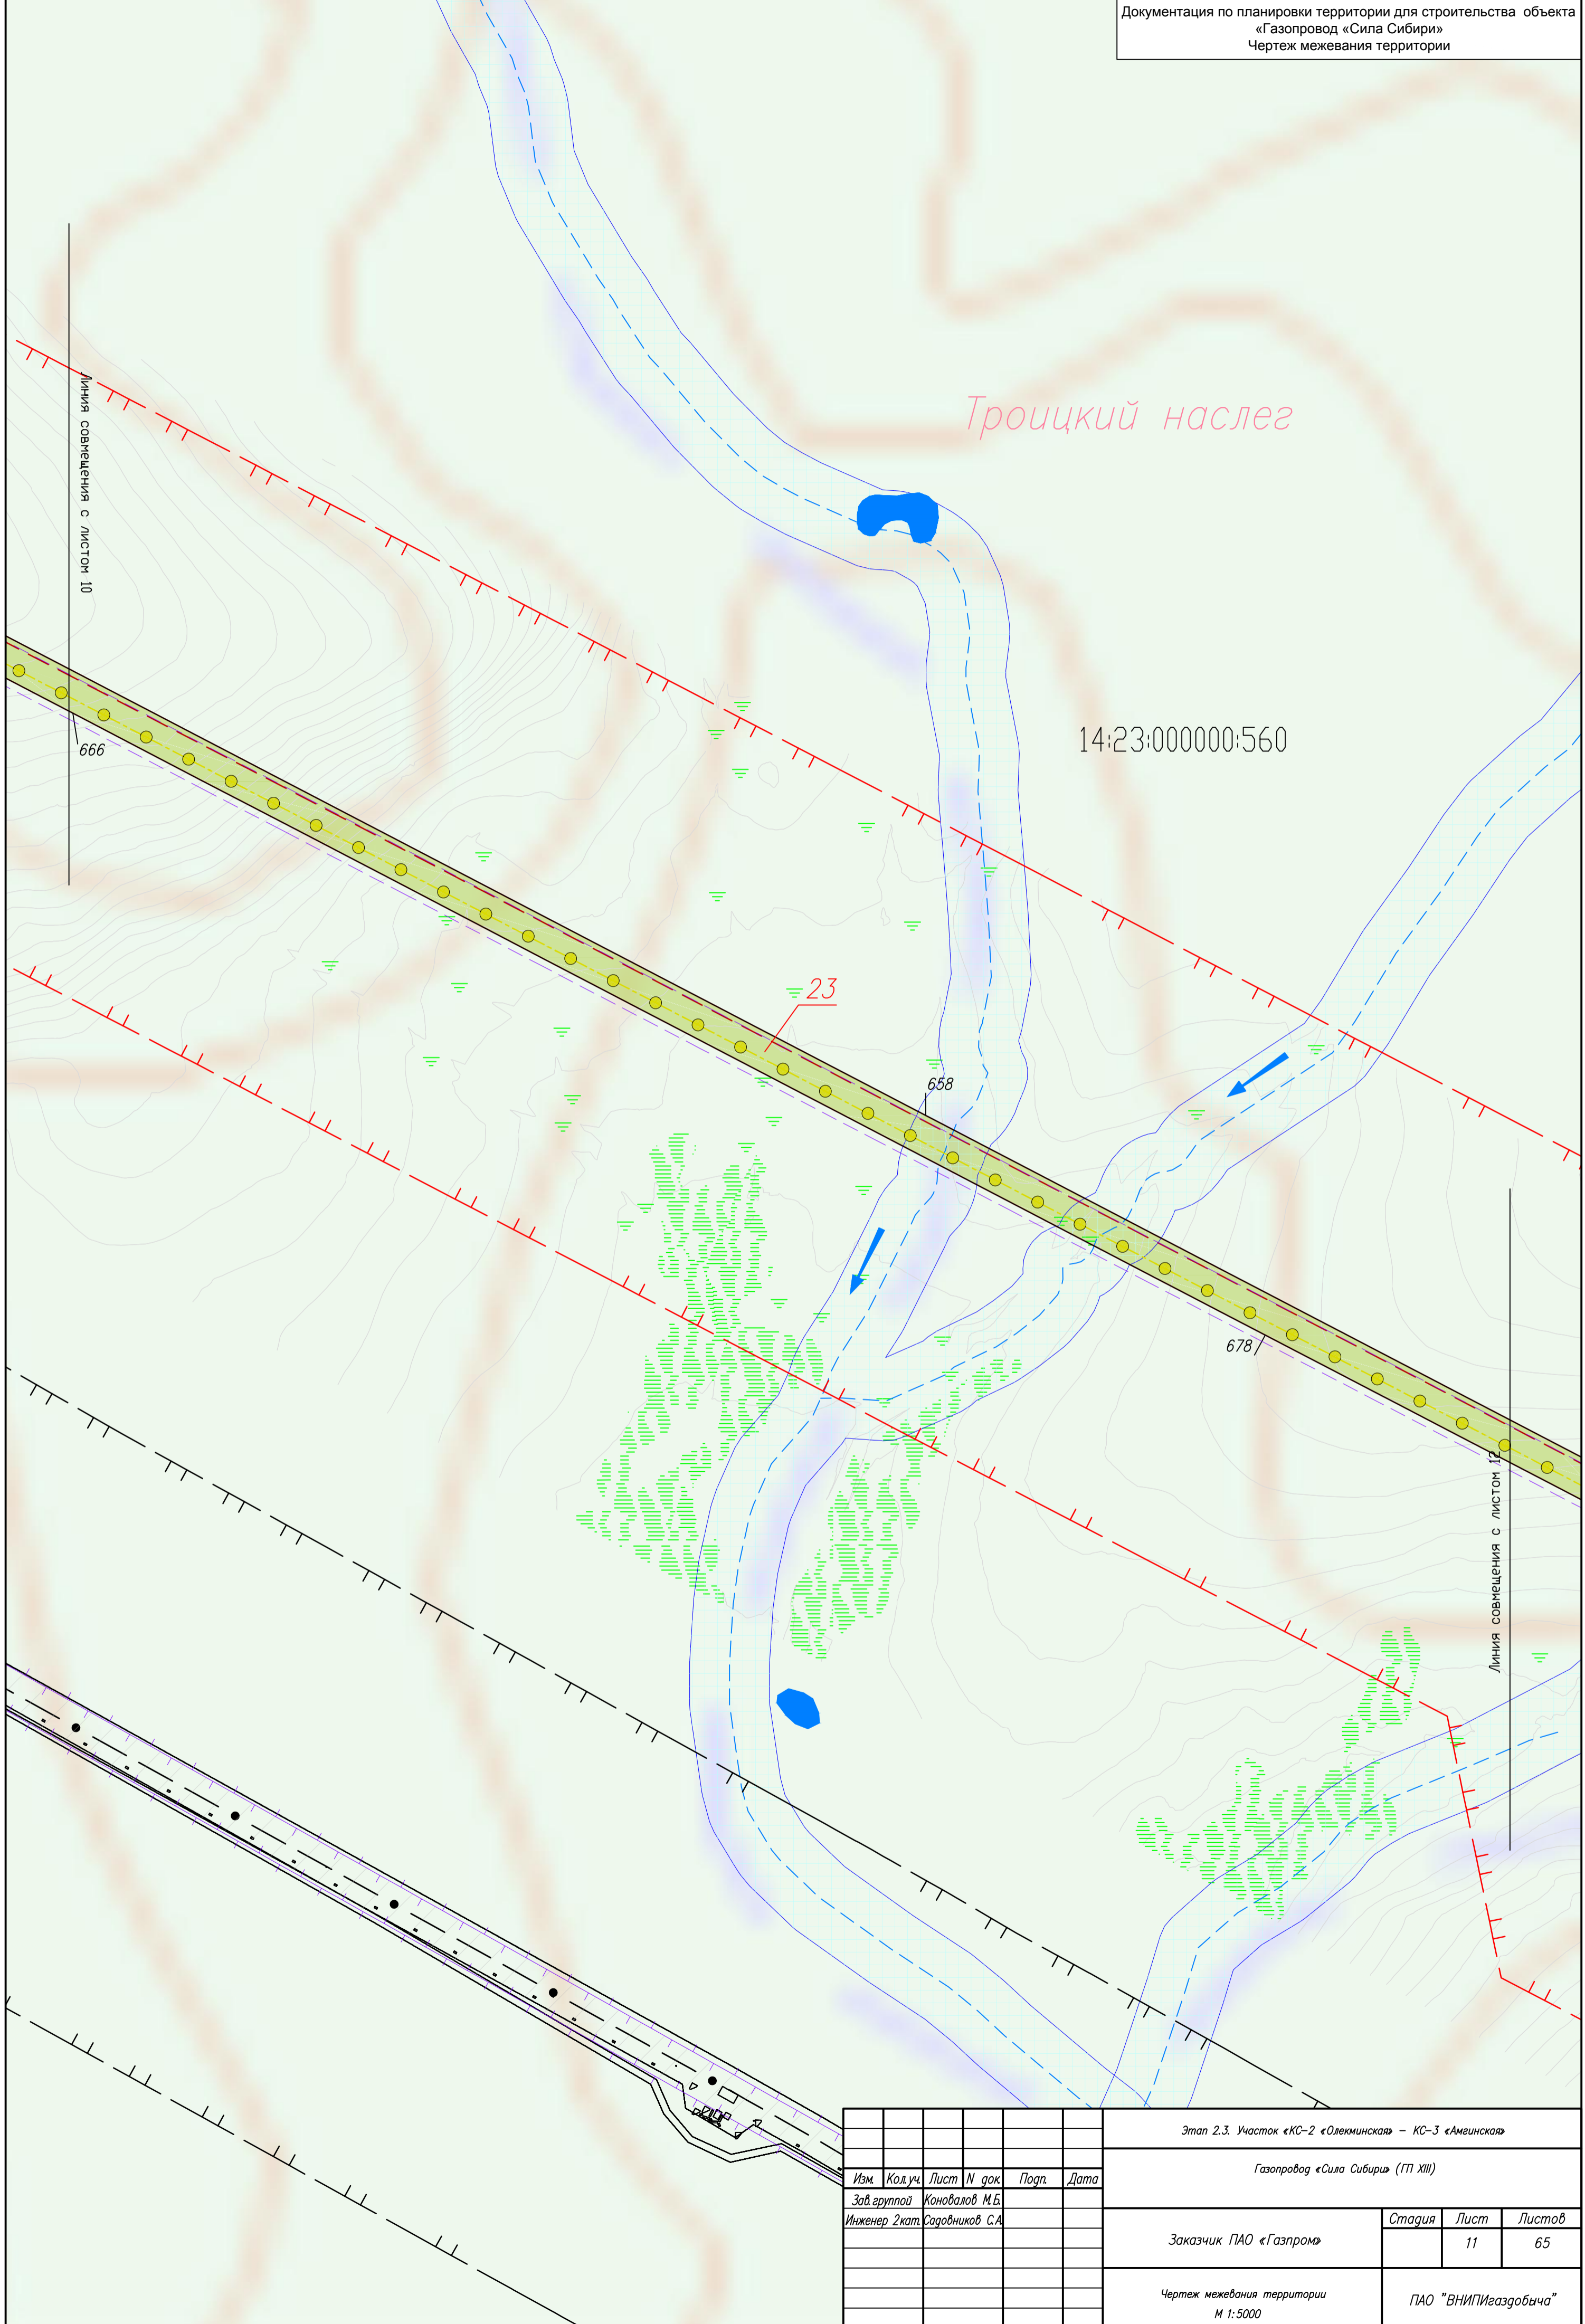 Документация по планировки территории для строительства объекта
«Газопровод «Сила Сибири»
Чертеж межевания территории
Троицкий наслег
Линия совмещения с листом 10
14:23:000000:560
666
23
658
678
Линия совмещения с листом 12
Этап 2.3. Участок «КС-2 «Олекминская» - КС-3 «Амгинская»
Газопровод «Сила Сибири» (ГП XIII)
Изм. Кол.уч. Лист N док. Подп. Дата
Зав.группой Коновалов М.Б.
Инженер 2кат. Садовников С.А.
Заказчик ПАО «Газпром»
Стадия Лист Листов
11 65
Чертеж межевания территории
М 1:5000
ПАО "ВНИПИгаздобыча"